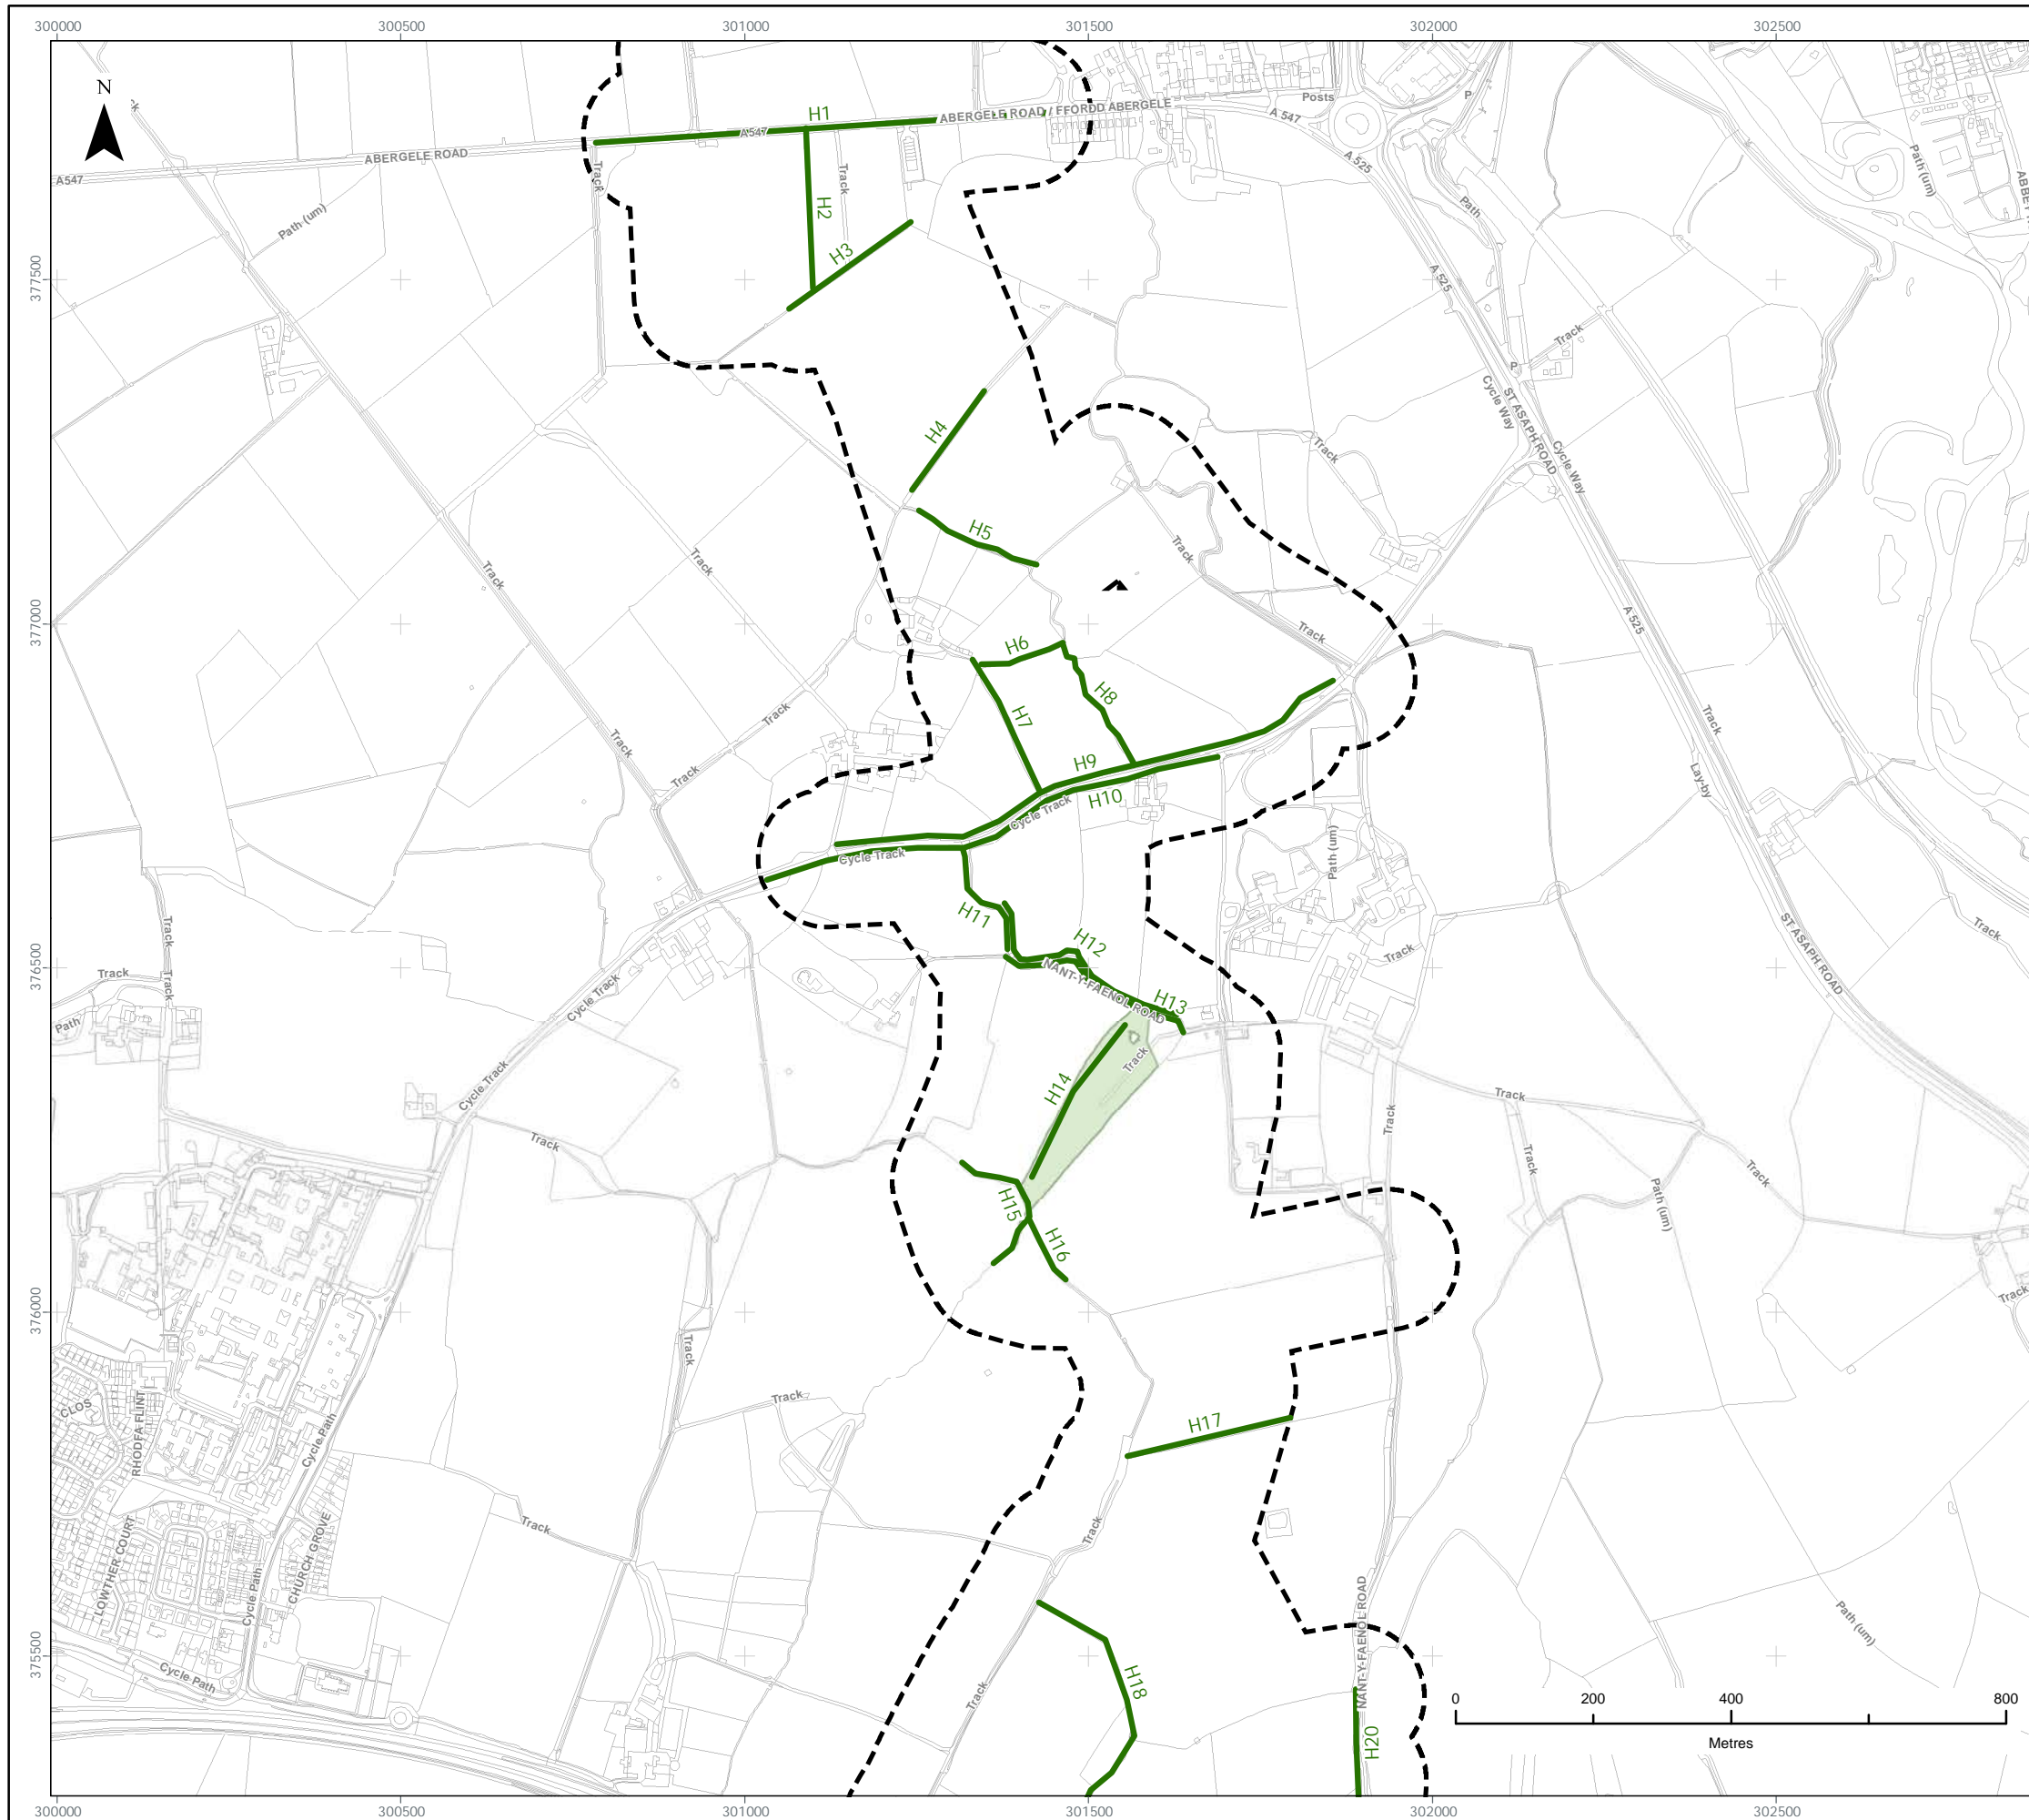 300000 300500 301000 301500 302000 302500
N
ABERGELE ROAD / FFORDD ABERGELE
Posts
P
H1
A547
A 547
ABERGELE ROAD
A547
A 525
Path (um)
Track
Track
Path (um)
H2
Path
H3
377500
A 525
Track
P
Cycle Way
ST ASAPH ROAD
Cycle Way
H4
Track
H5
Track
Track
Track
377000
A 525
Track
H6
H8
Track
H7
Track
Track
Track
H9
Lay-by
H10
Cycle Track
Cycle Track
Path (um)
H11
Track
Track
H12
Track
ST ASAPH ROAD
Track
376500
NANT-Y-FAENOL ROAD
H13
Track
Cycle Track
Path
Track
H14
Cycle Track
Track
Track
Track
Track
Track
H15
H16
Path (um)
376000
Track
Track
Track
CLOS
RHODFA FLINT
Cycle Path
H17
Track
Track
LOWTHER COURT
CHURCH GROVE
Cycle Path
NANT-Y-FAENOL ROAD
Path (um)
375500
Cycle Path
Track
H18
H20
0 200 400 800
Metres
300000 300500 301000 301500 302000 302500